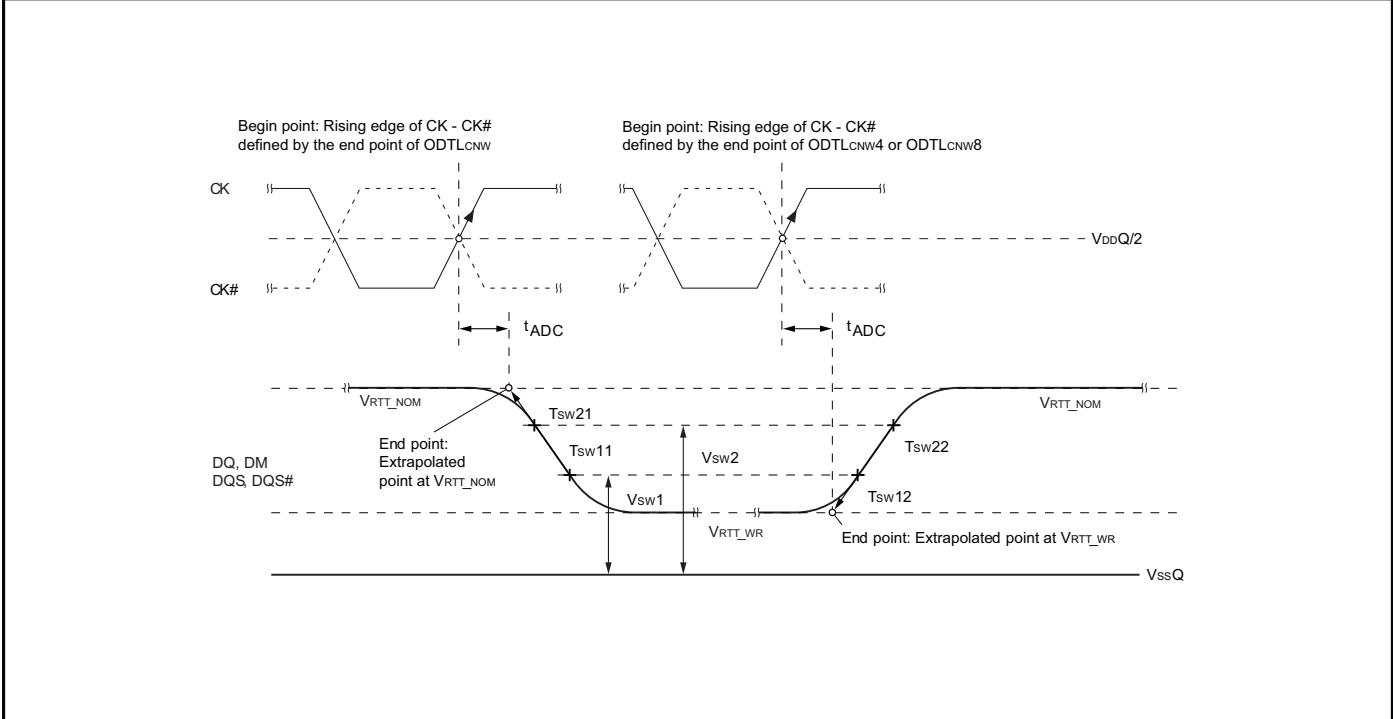 Begin point: Rising edge of CK - CK#
defined by the end point of ODTLCNW
Begin point: Rising edge of CK - CK#
defined by the end point of ODTLCNW4 or ODTLCNW8
CK
VDDQ/2
CK#
tADC
tADC
VRTT_NOM
VRTT_NOM
TSW21
End point:
Extrapolated
point at VRTT_NOM
TSW11
VSW2
TSW22
DQ, DM
DQS, DQS#
VSW1
TSW12
VRTT_WR
End point: Extrapolated point at VRTT_WR
VSSQ